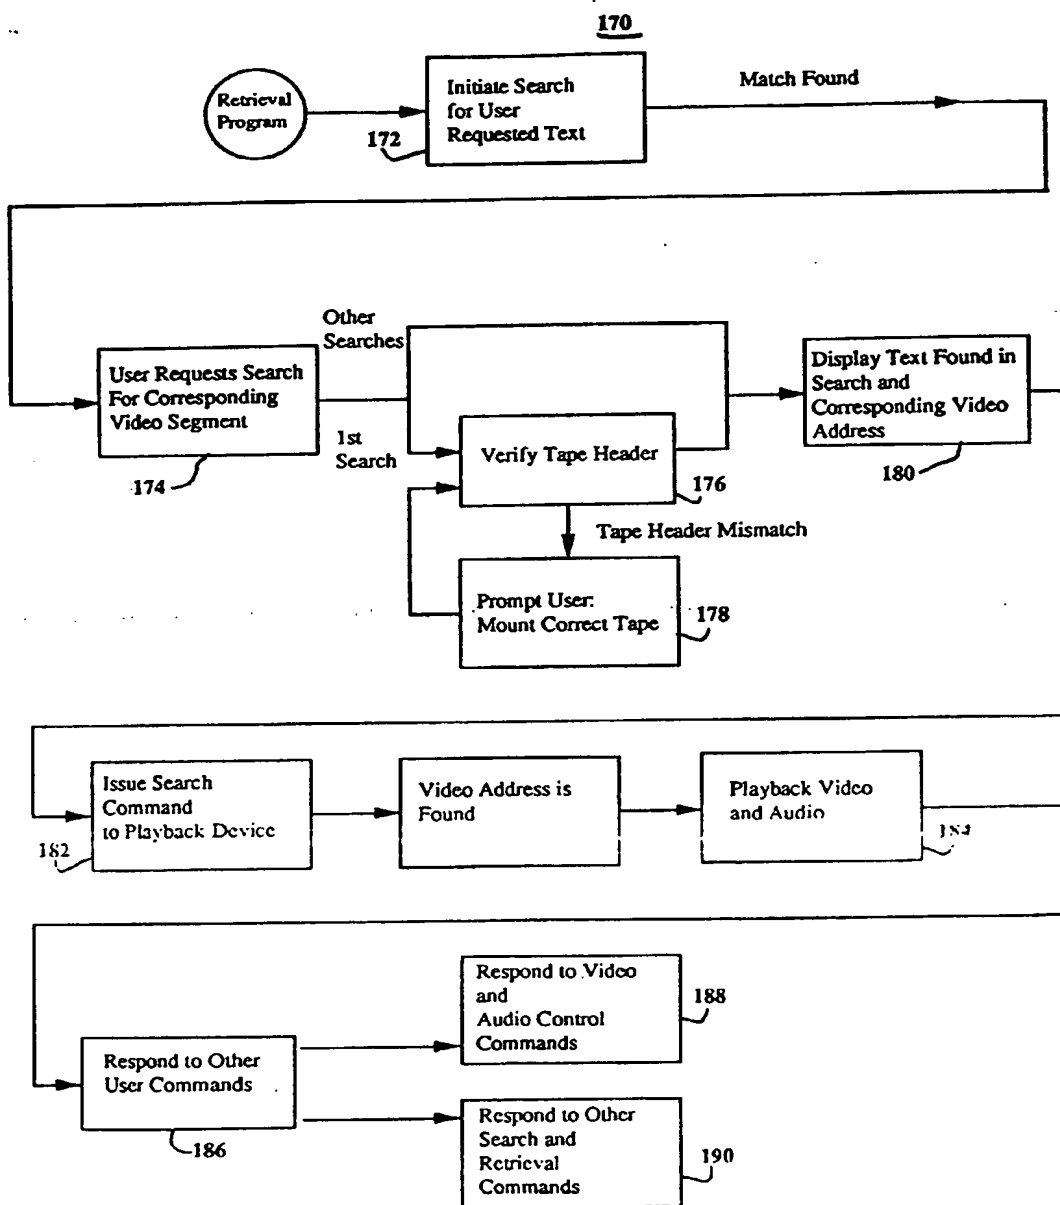 170
Retrieval
Program
Initiate Search
for User
Requested Text
172
Match Found
Other
Searches
User Requests Search
For Corresponding
Video Segment
174
1st
Search
Verify Tape Header
176
Tape Header Mismatch
Prompt User:
Mount Correct Tape
178
Display Text Found in
Search and
Corresponding Video
Address
180
Issue Search
Command
to Playback Device
182
Video Address is
Found
Playback Video
and Audio
184
Respond to Other
User Commands
186
Respond to Video
and
Audio Control
Commands
188
Respond to Other
Search and
Retrieval
Commands
190